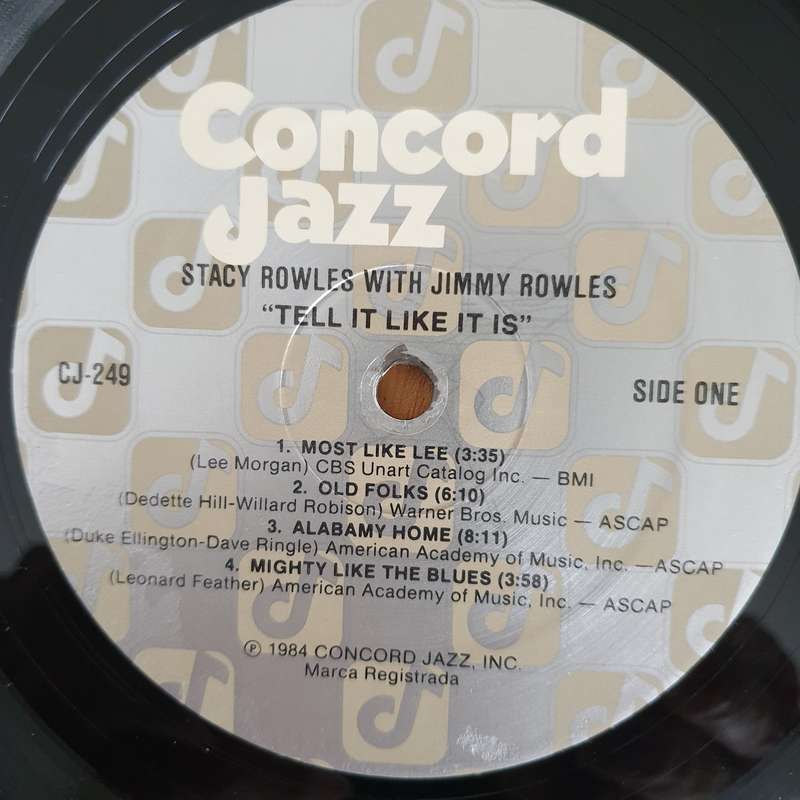 Concord
Jazz
STACY ROWLES WITH JIMMY ROWLES
“TELL IT LIKE IT IS”
CJ-249
SIDE ONE
1. MOST LIKE LEE (3:35)
(Lee Morgan) CBS Unart Catalog Inc. — BMI
2. OLD FOLKS (6:10)
(Dedette Hill-Willard Robison) Warner Bros. Music — ASCAP
3. ALABAMY HOME (8:11)
(Duke Ellington-Dave Ringle) American Academy of Music, Inc. —ASCAP
4. MIGHTY LIKE THE BLUES (3:58)
(Leonard Feather) American Academy of Music, Inc. — ASCAP
℗ 1984 CONCORD JAZZ, INC.
Marca Registrada